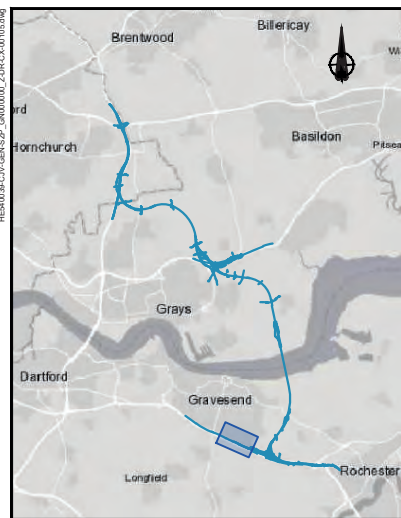 Billericay
Brentwood
Basildon
Hornchurch
Pitsea
Grays
Dartford
Gravesend
Rochester
Longfield